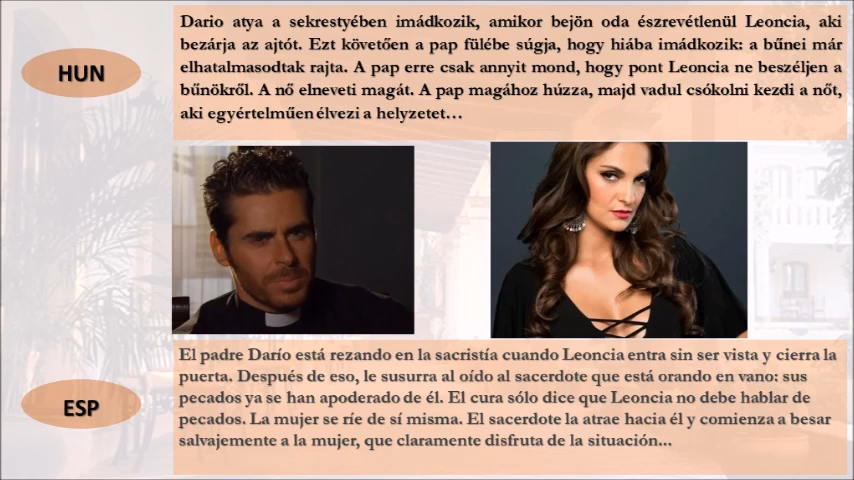 Dario atya a sekrestyében imádkozik, amikor bejön oda észrevétlenül Leoncia, aki
bezárja az ajtót. Ezt követően a pap fülébe súgja, hogy hiába imádkozik: a bűnei már
elhatalmasodtak rajta. A pap erre csak annyit mond, hogy pont Leoncia ne beszéljen a
bűnökről. A nő elneveti magát. A pap magához húzza, majd vadul csókolni kezdi a nőt,
aki egyértelműen élvezi a helyzetet…
HUN
El padre Darío está rezando en la sacristía cuando Leoncia entra sin ser vista y cierra la
puerta. Después de eso, le susurra al oído al sacerdote que está orando en vano: sus
pecados ya se han apoderado de él. El cura sólo dice que Leoncia no debe hablar de
pecados. La mujer se ríe de sí misma. El sacerdote la atrae hacia él y comienza a besar
salvajemente a la mujer, que claramente disfruta de la situación...
ESP